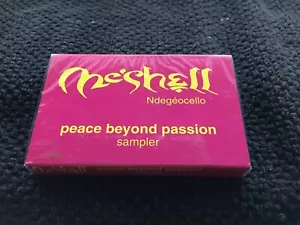 Me'shell
Ndegéocello
peace beyond passion
sampler